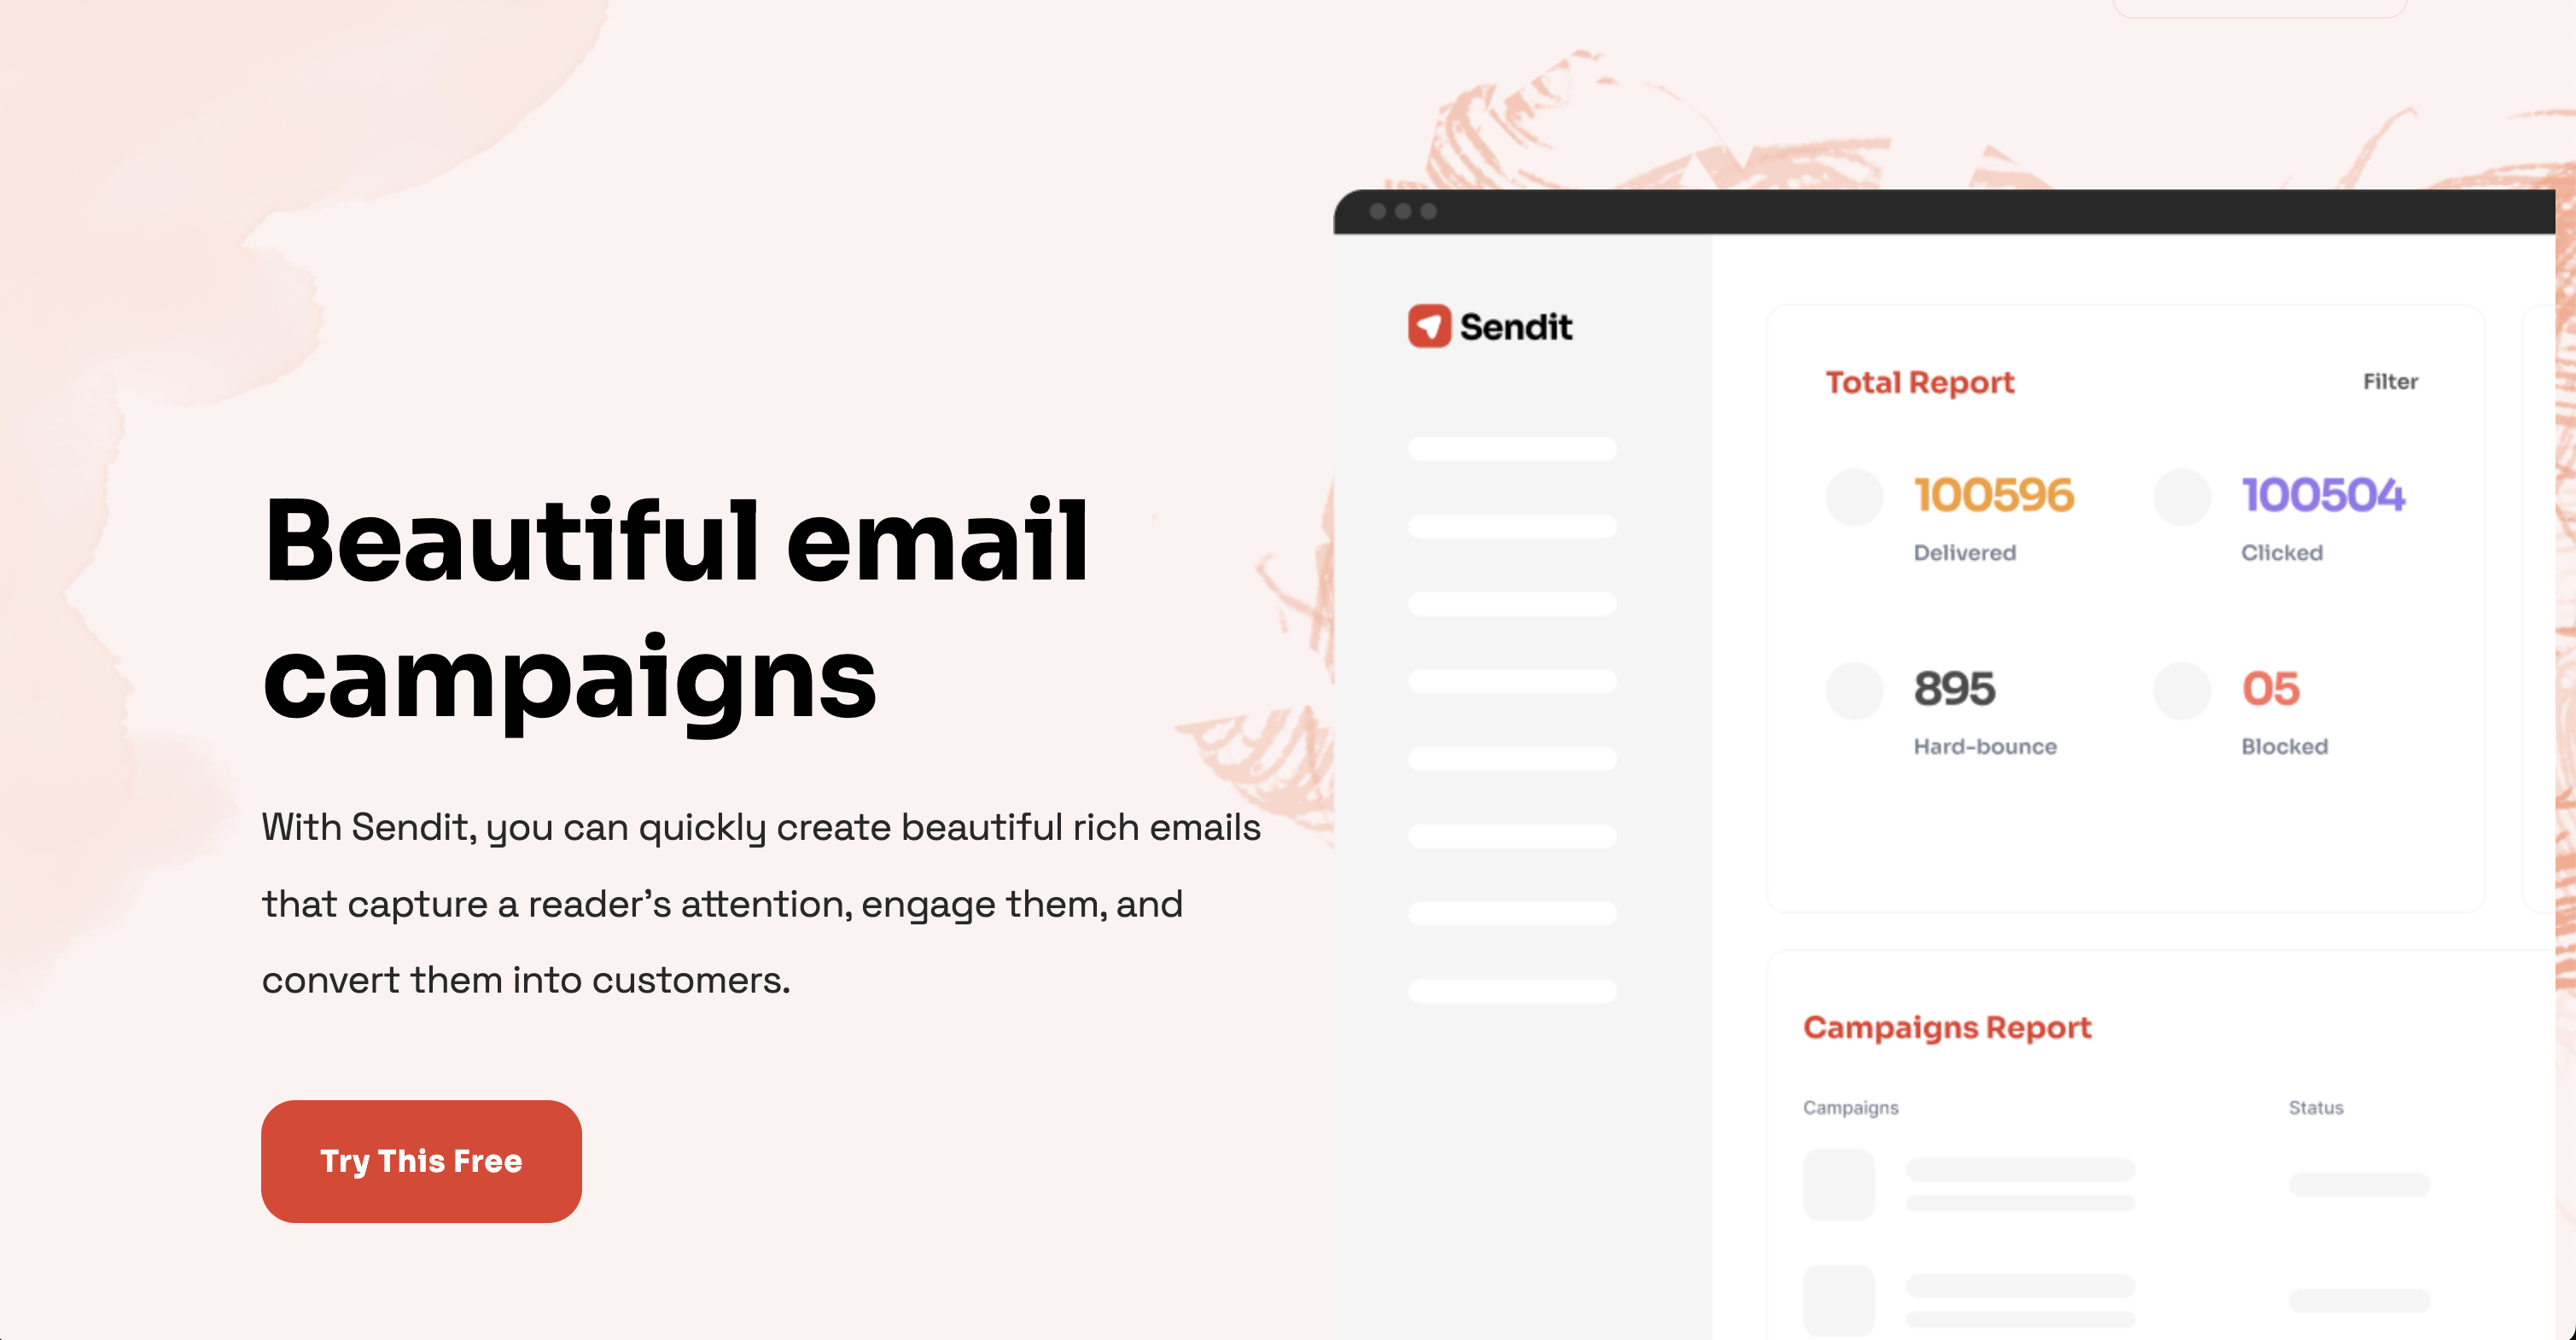 Beautiful email
campaigns
With Sendit, you can quickly create beautiful rich emails
that capture a reader’s attention, engage them, and
convert them into customers.
Try This Free
Sendit
Total Report
Filter
100596
Delivered
100504
Clicked
895
Hard-bounce
05
Blocked
Campaigns Report
Campaigns
Status